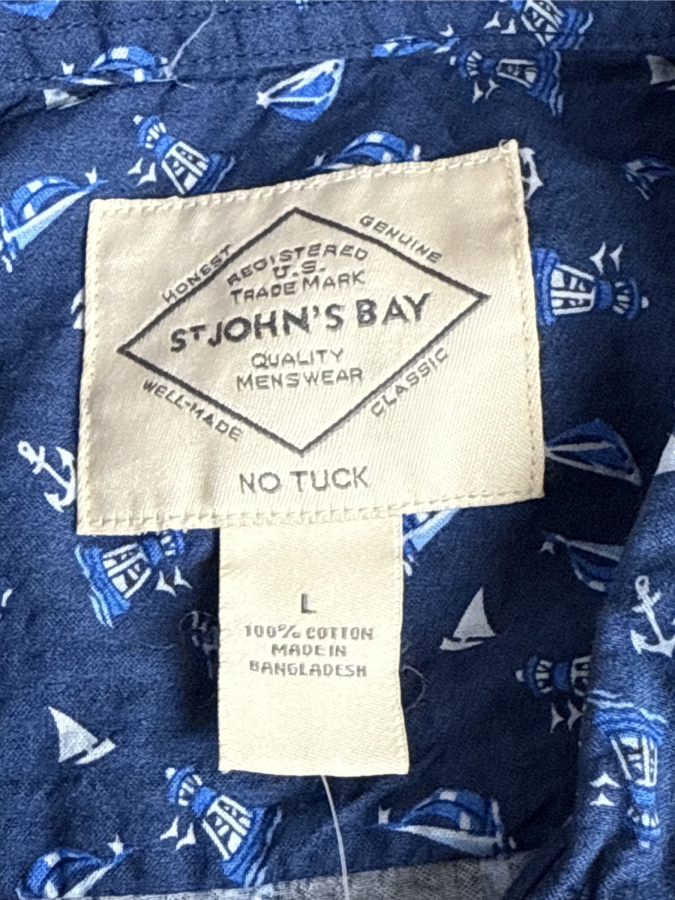 HONEST
GENUINE
REGISTERED
U.S.
TRADE MARK
ST JOHN'S BAY
QUALITY
MENSWEAR
WELL-MADE
CLASSIC
NO TUCK
L
100% COTTON
MADE IN
BANGLADESH